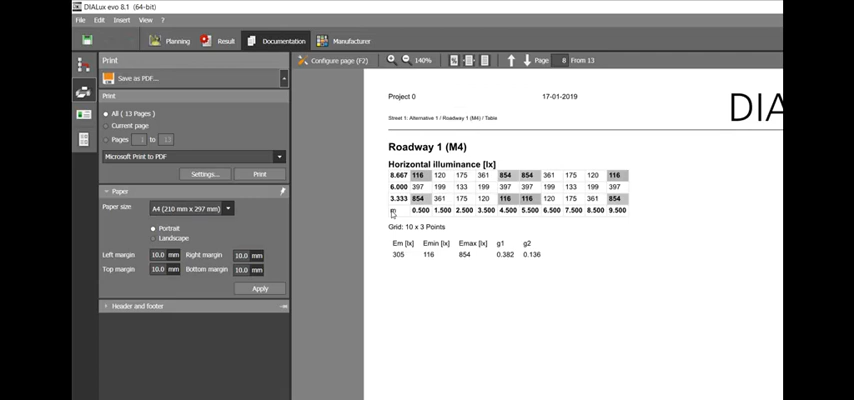 DIALux evo 8.1 (64-bit)
File Edit Insert View ?
Planning Result Documentation Manufacturer
Print
Save as PDF...
Print
All ( 13 Pages )
Current page
Pages 1 to 13
Microsoft Print to PDF
Settings... Print
Paper
Paper size A4 (210 mm x 297 mm)
Portrait
Landscape
Left margin 10.0 mm Right margin 10.0 mm
Top margin 10.0 mm Bottom margin 10.0 mm
Apply
Header and footer
Configure page (F2) 140% Page 8 From 13
Project 0 17-01-2019
DIA
Street 1: Alternative 1 / Roadway 1 (M4) / Table
Roadway 1 (M4)
Horizontal illuminance [lx]
8.667 116 120 175 361 854 854 361 175 120 116
6.000 397 199 133 199 397 397 199 133 199 397
3.333 854 361 175 120 116 116 120 175 361 854
m 0.500 1.500 2.500 3.500 4.500 5.500 6.500 7.500 8.500 9.500
Grid: 10 x 3 Points
Em [lx] Emin [lx] Emax [lx] g1 g2
305 116 854 0.382 0.136